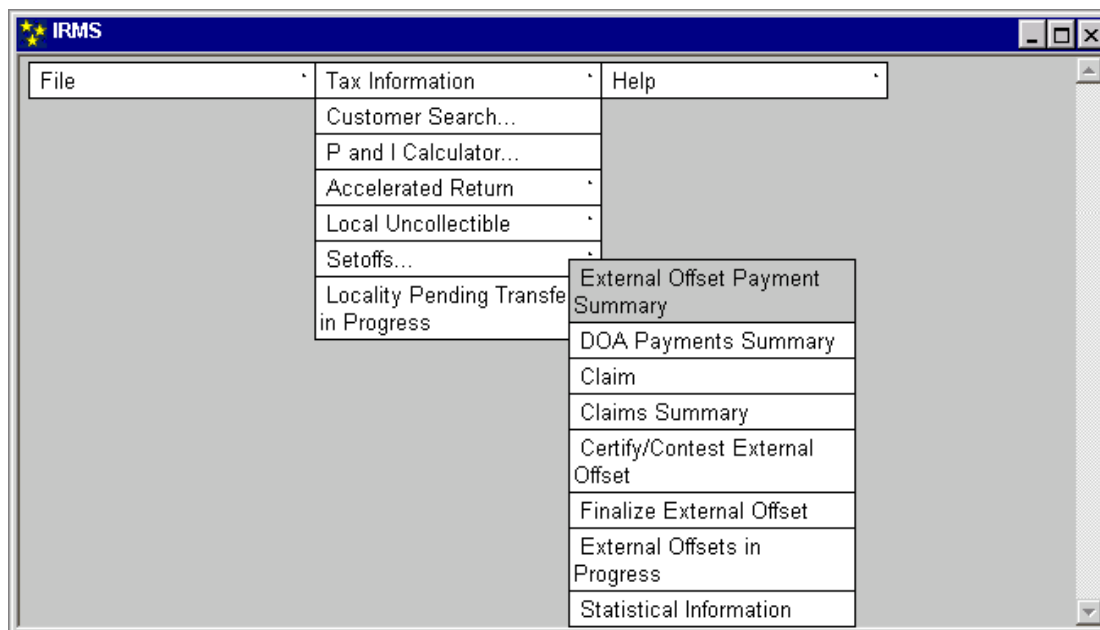 IRMS
File
Tax Information
Help
Customer Search...
P and I Calculator...
Accelerated Return
Local Uncollectible
Setoffs...
Locality Pending Transfe
in Progress
External Offset Payment
Summary
DOA Payments Summary
Claim
Claims Summary
Certify/Contest External
Offset
Finalize External Offset
External Offsets in
Progress
Statistical Information